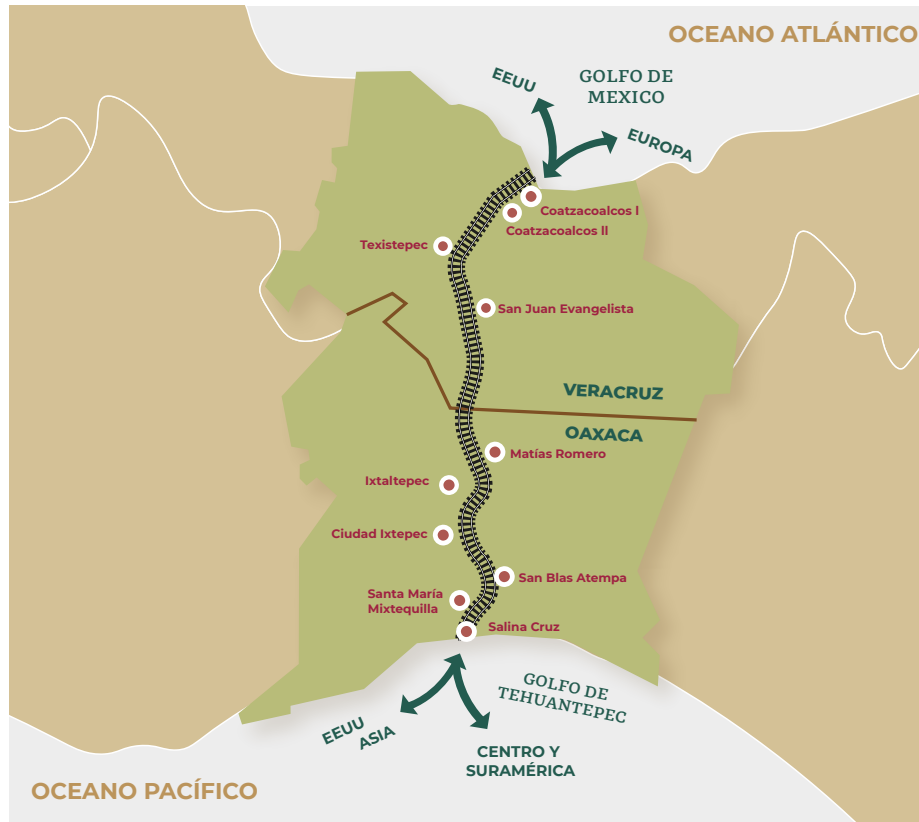 OCEANO ATLÁNTICO
EEUU
GOLFO DE
MEXICO
EUROPA
Coatzacoalcos I
Coatzacoalcos II
Texistepec
San Juan Evangelista
VERACRUZ
OAXACA
Matías Romero
Ixtaltepec
Ciudad Ixtepec
San Blas Atempa
Santa María
Mixtequilla
Salina Cruz
GOLFO DE
TEHUANTEPEC
EEUU
ASIA
CENTRO Y
SURAMÉRICA
OCEANO PACÍFICO